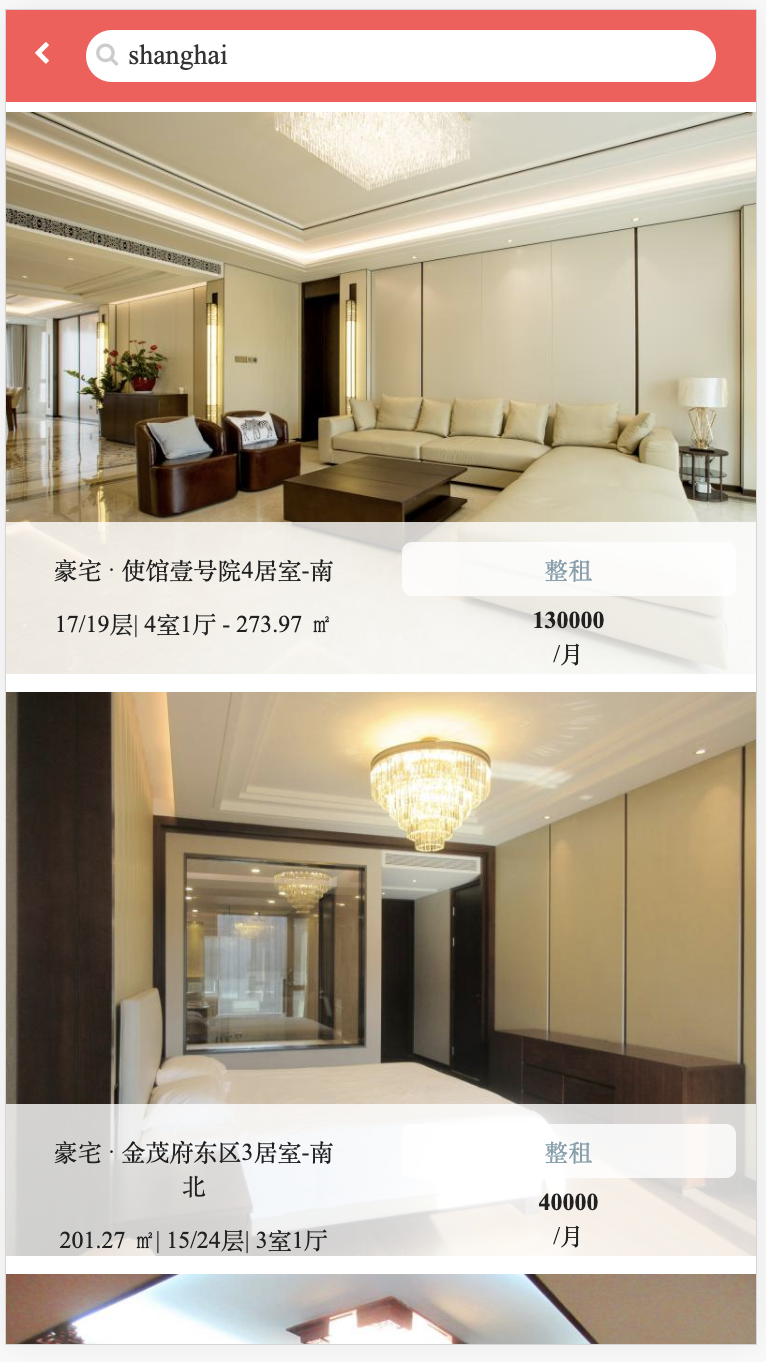 shanghai
豪宅 · 使馆壹号院4居室-南
整租
17/19层| 4室1厅 - 273.97 ㎡
130000
/月
豪宅 · 金茂府东区3居室-南
北
整租
201.27 ㎡| 15/24层| 3室1厅
40000
/月